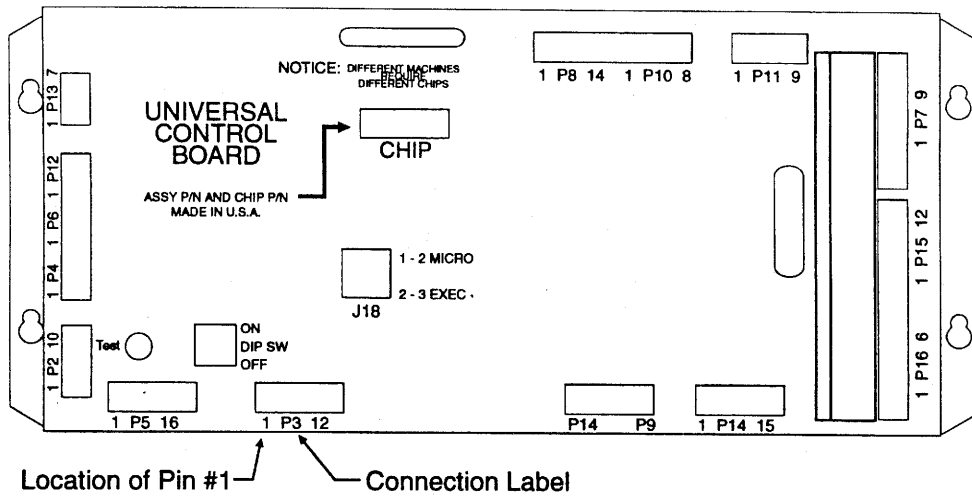 NOTICE: DIFFERENT MACHINES
REQUIRE
DIFFERENT CHIPS
1 P8 14 1 P10 8
1 P11 9
1 P13 7
UNIVERSAL
CONTROL
BOARD
CHIP
ASSY P/N AND CHIP P/N
MADE IN U.S.A.
1 P7 9
1 P4 1 P6 1 P12
1 - 2 MICRO
2 - 3 EXEC
J18
1 P15 12
1 P2 10
Test
ON
DIP SW
OFF
1 P16 6
1 P5 16
1 P3 12
P14 P9
1 P14 15
Location of Pin #1
Connection Label